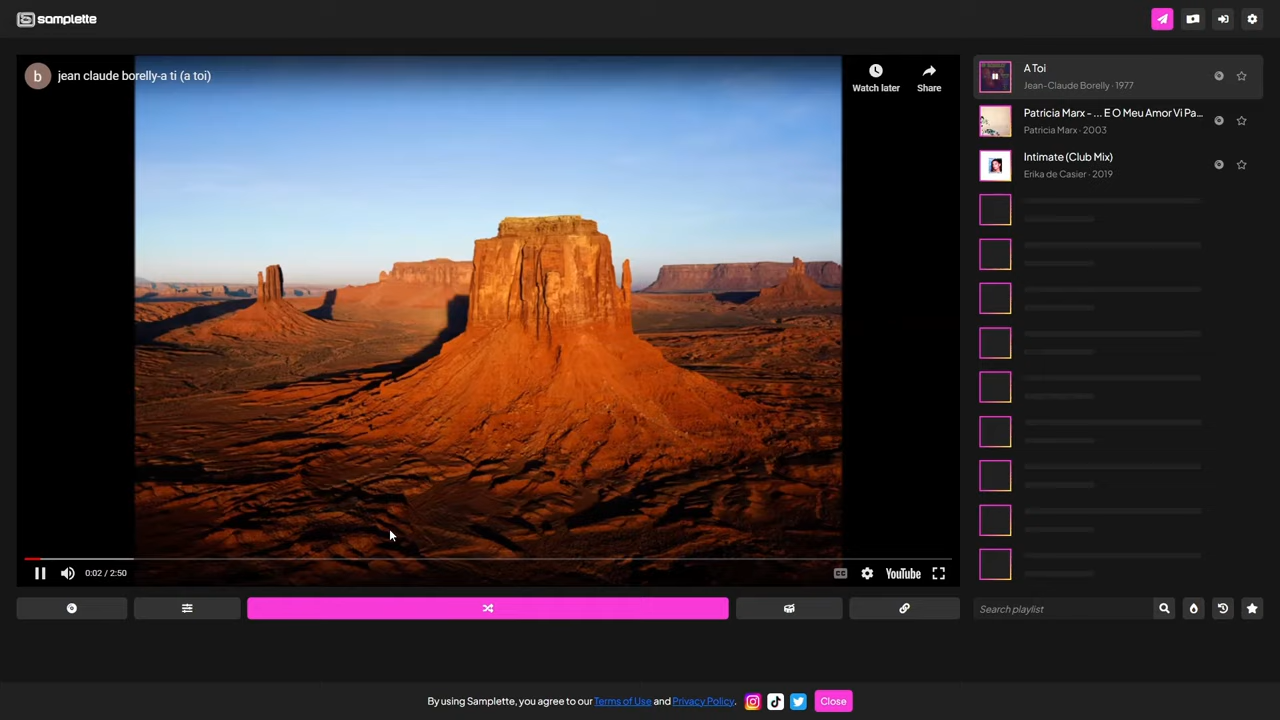 samplette
b
jean claude borelly-a ti (a toi)
Watch later
Share
A Toi
Jean-Claude Borelly · 1977
Patricia Marx - ... E O Meu Amor Vi Pa...
Patricia Marx · 2003
Intimate (Club Mix)
Erika de Casier · 2019
0:02 / 2:50
CC
YouTube
Search playlist
By using Samplette, you agree to our Terms of Use and Privacy Policy.
Close